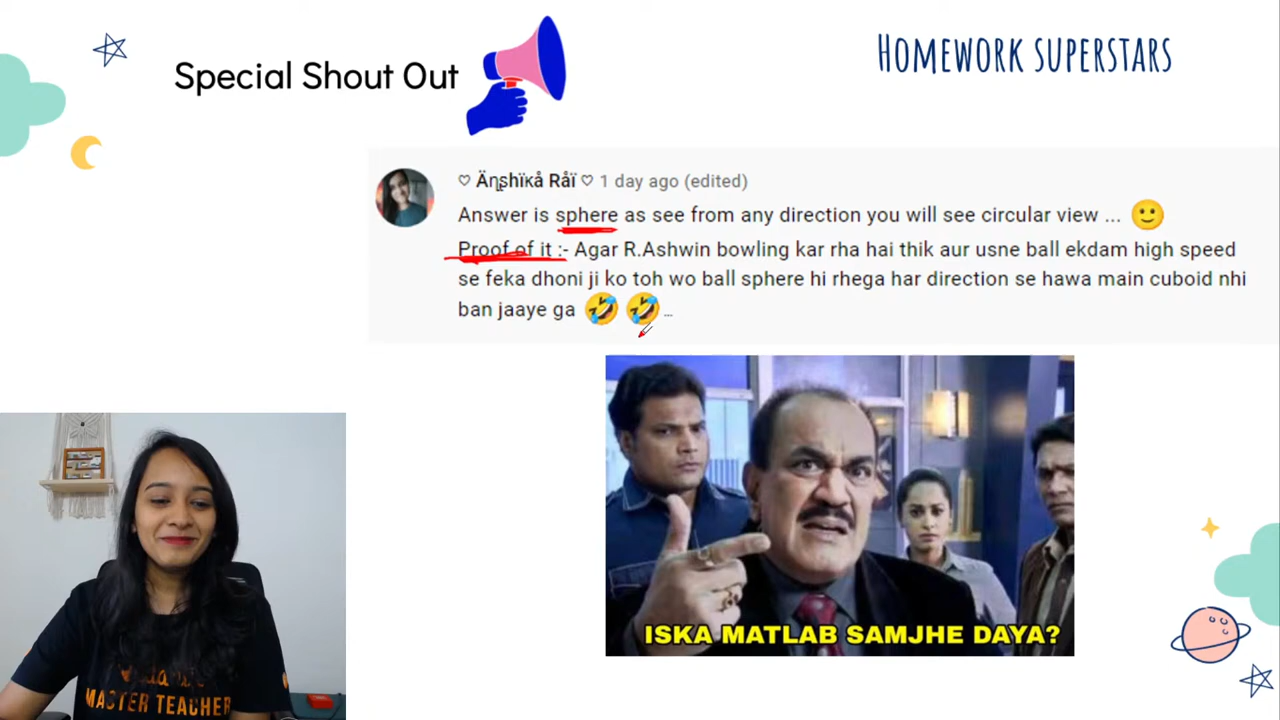 Special Shout Out
HOMEWORK SUPERSTARS
♡ Äηʂhïκå Råï ♡ 1 day ago (edited)
Answer is sphere as see from any direction you will see circular view ... 🙂
Proof of it :- Agar R.Ashwin bowling kar rha hai thik aur usne ball ekdam high speed
se feka dhoni ji ko toh wo ball sphere hi rhega har direction se hawa main cuboid nhi
ban jaaye ga 🤣 🤣 ...
ISKA MATLAB SAMJHE DAYA?
MASTER TEACHER